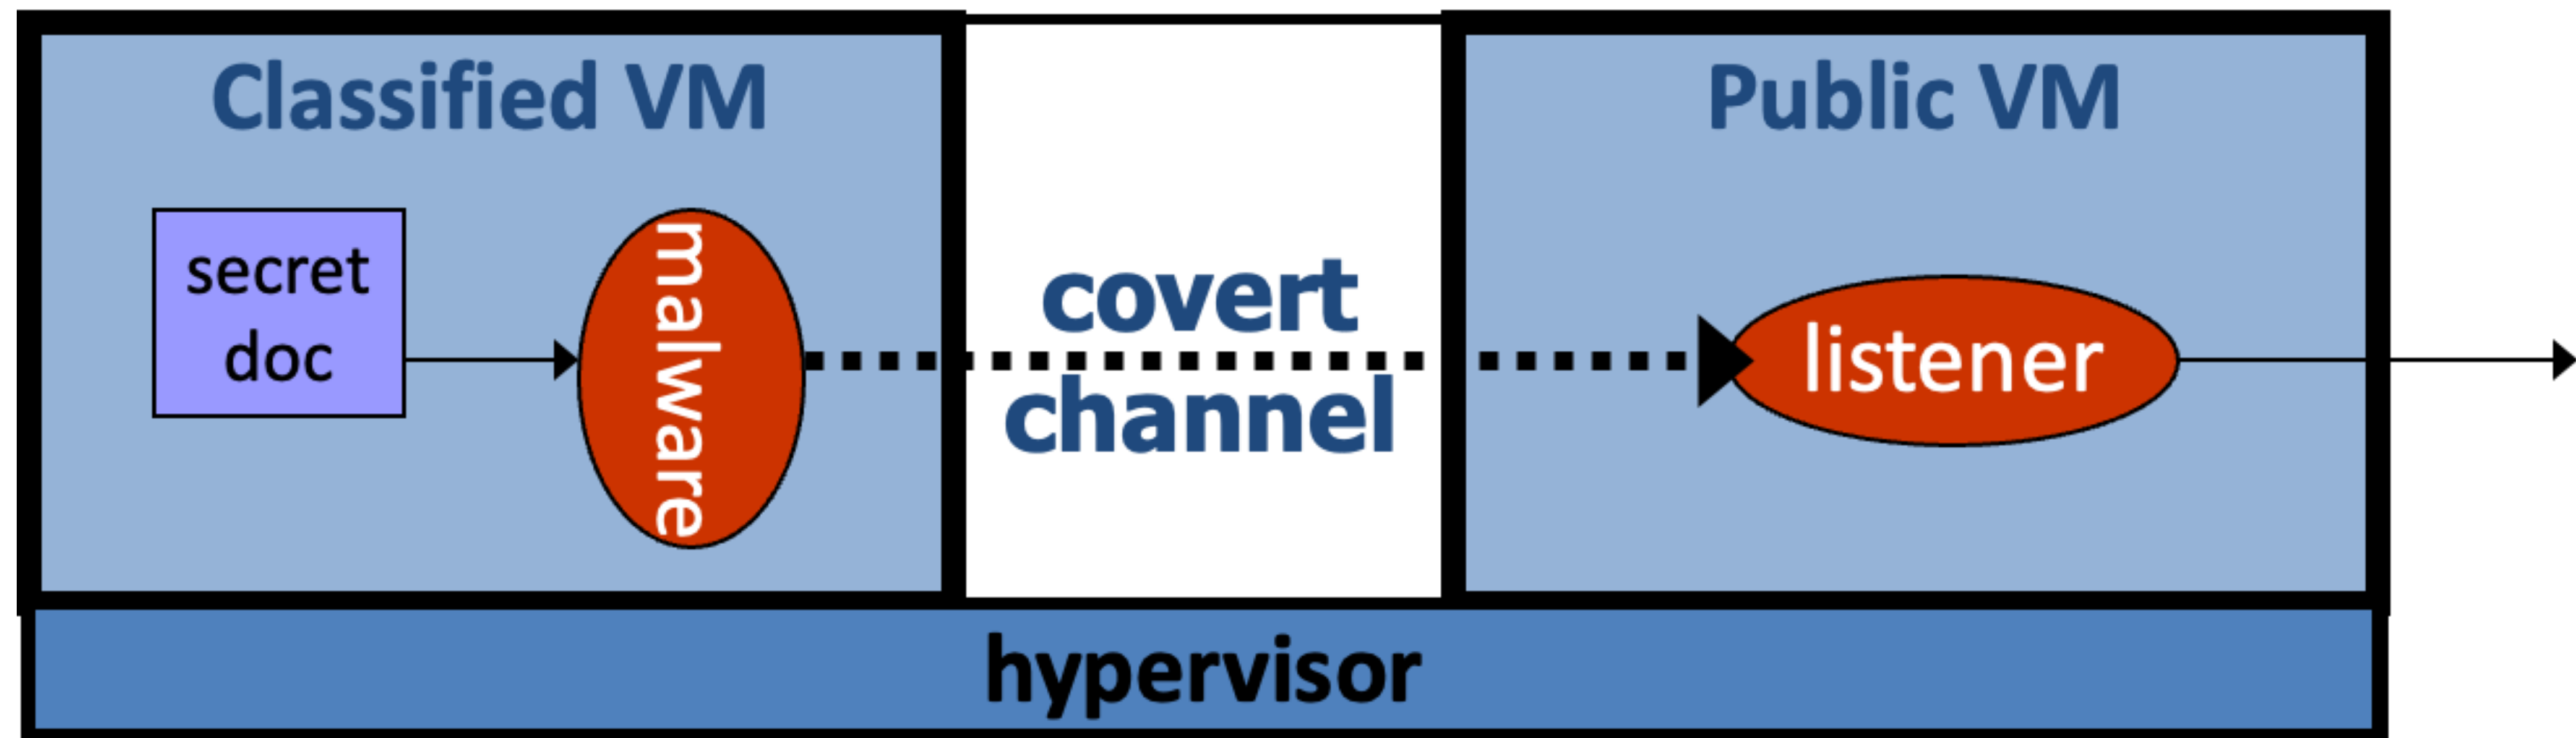 Classified VM
secret
doc
malware
covert
channel
Public VM
listener
hypervisor